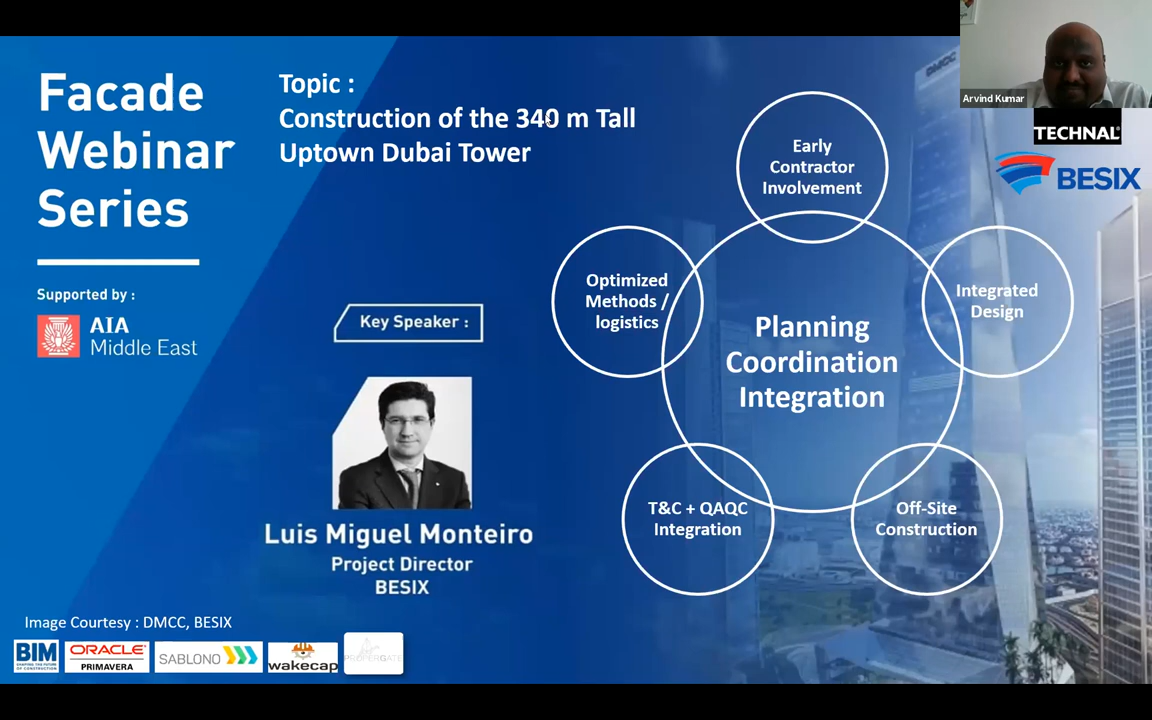 Facade
Webinar
Series
Supported by :
AIA
Middle East
Topic :
Construction of the 340 m Tall
Uptown Dubai Tower
Key Speaker :
Luis Miguel Monteiro
Project Director
BESIX
Early
Contractor
Involvement
Optimized
Methods /
logistics
Integrated
Design
Planning
Coordination
Integration
T&C + QAQC
Integration
Off-Site
Construction
Arvind Kumar
TECHNAL
BESIX
DMCC
Image Courtesy : DMCC, BESIX
BIM
ORACLE
PRIMAVERA
SABLONO
wakecap